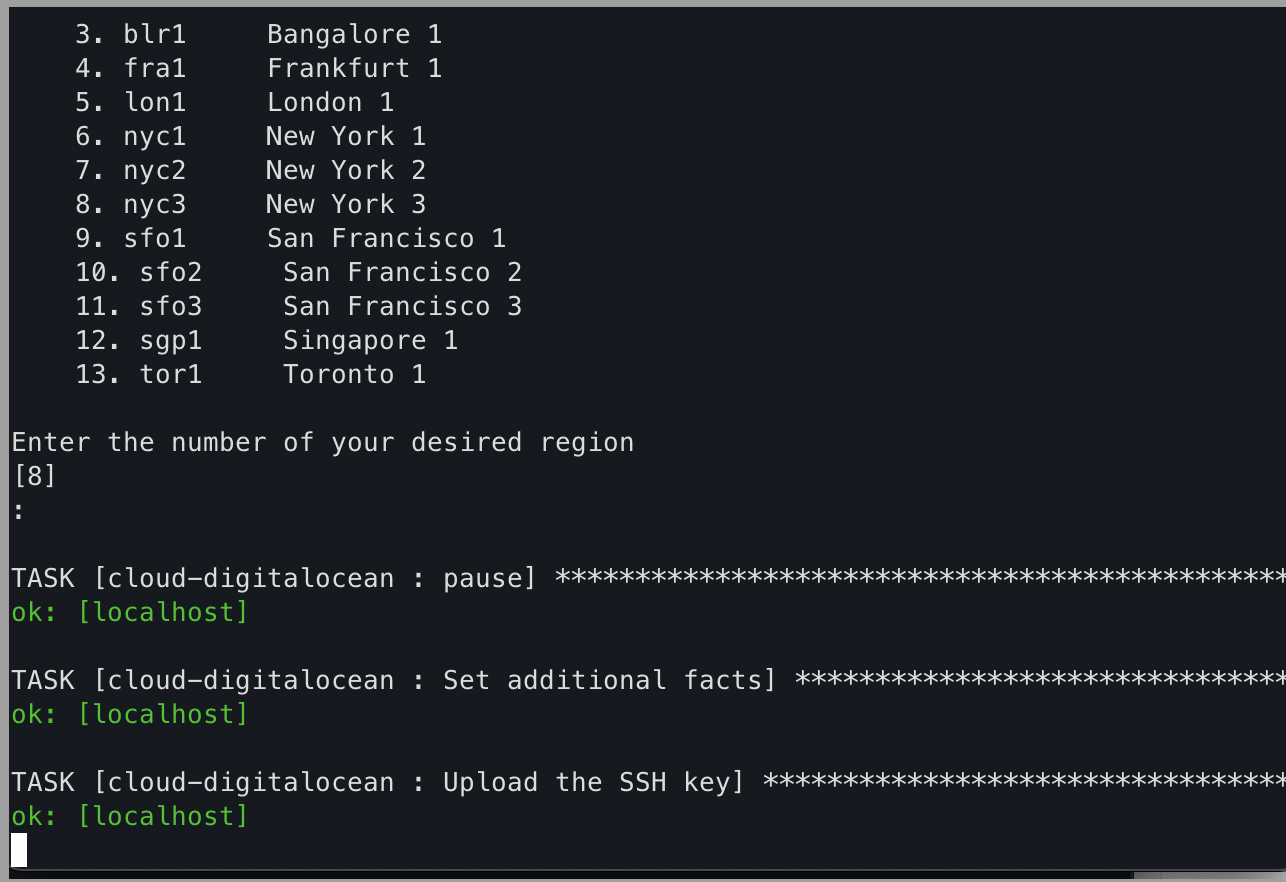 3. blr1     Bangalore 1
4. fra1     Frankfurt 1
5. lon1     London 1
6. nyc1     New York 1
7. nyc2     New York 2
8. nyc3     New York 3
9. sfo1     San Francisco 1
10. sfo2     San Francisco 2
11. sfo3     San Francisco 3
12. sgp1     Singapore 1
13. tor1     Toronto 1
Enter the number of your desired region
[8]
:
TASK [cloud-digitalocean : pause] **********************************************
ok: [localhost]
TASK [cloud-digitalocean : Set additional facts] *******************************
ok: [localhost]
TASK [cloud-digitalocean : Upload the SSH key] *********************************
ok: [localhost]